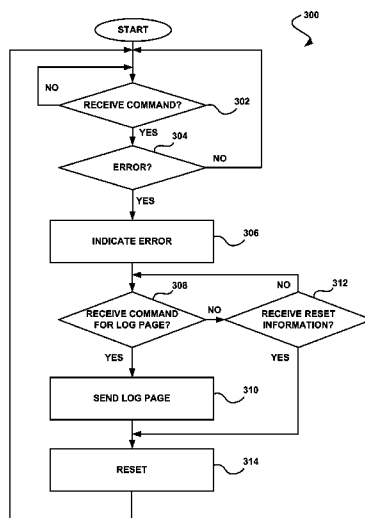 300
START
NO
RECEIVE COMMAND?
302
YES
304
ERROR?
NO
YES
INDICATE ERROR
306
308
NO
312
RECEIVE COMMAND
FOR LOG PAGE?
NO
RECEIVE RESET
INFORMATION?
YES
YES
SEND LOG PAGE
310
RESET
314